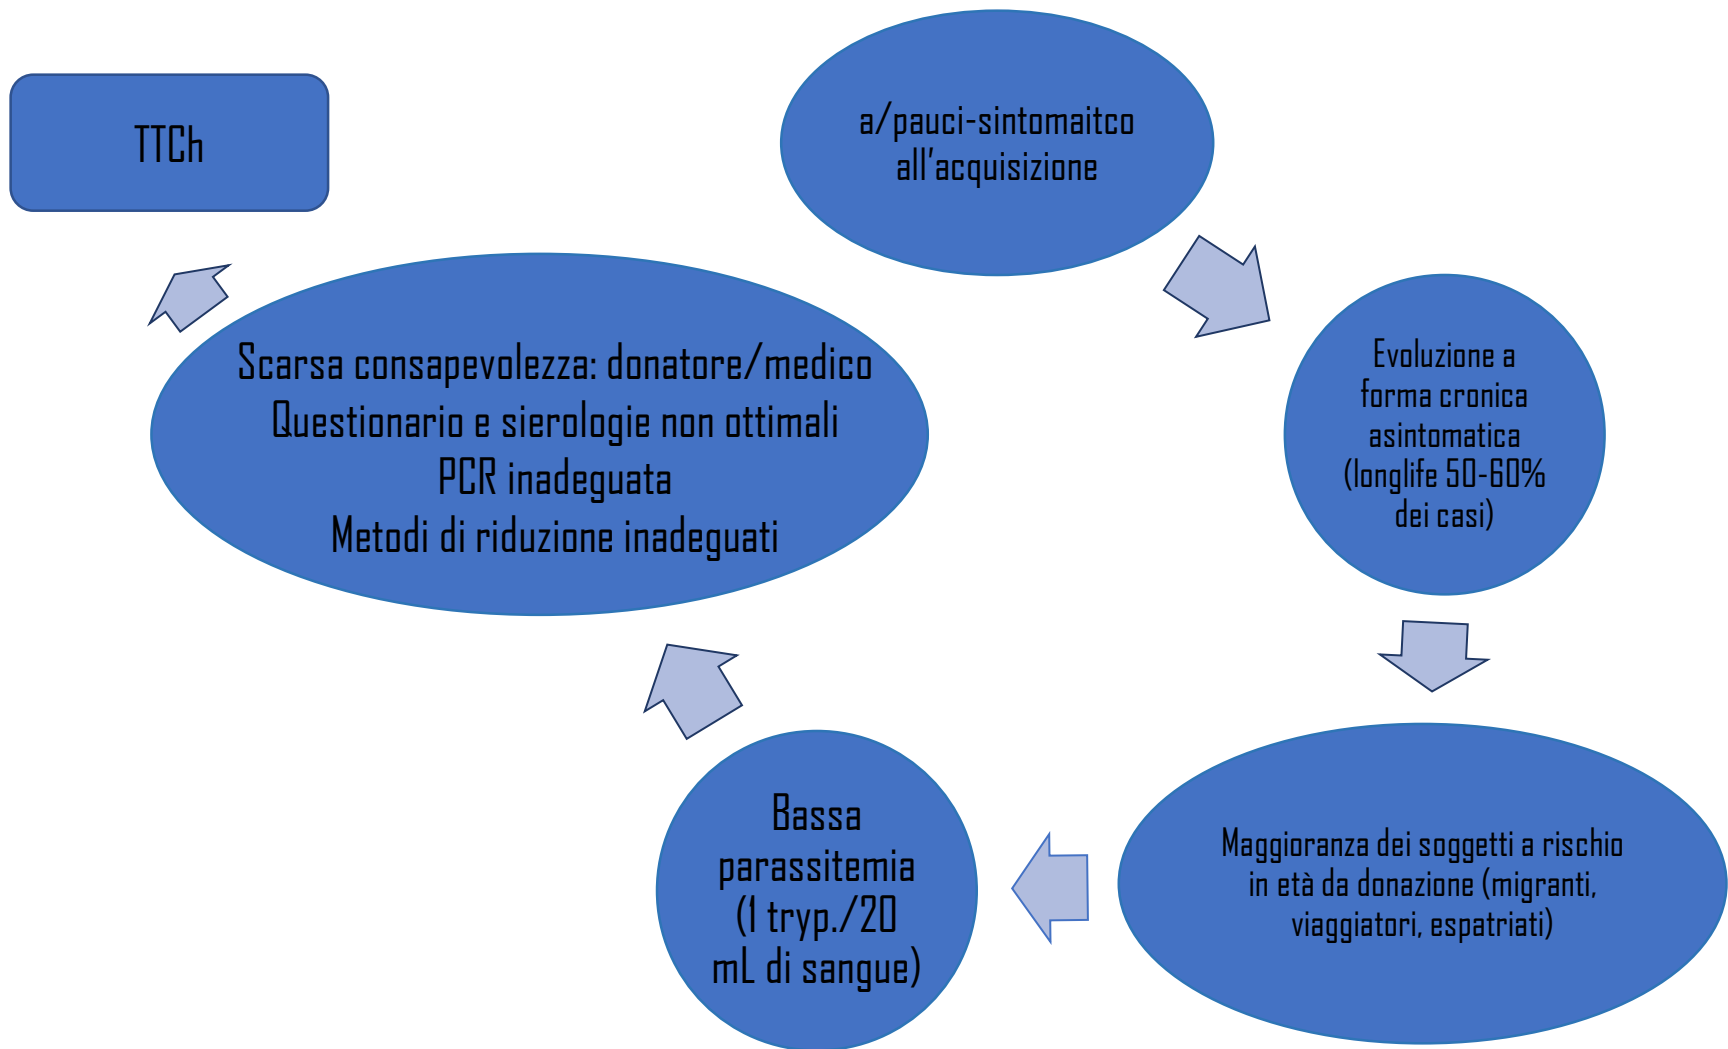 TTCh
a/pauci-sintomaitco
all'acquisizione
Evoluzione a
forma cronica
asintomatica
(longlife 50-60%
dei casi)
Maggioranza dei soggetti a rischio
in età da donazione (migranti,
viaggiatori, espatriati)
Bassa
parassitemia
(1 tryp./20
mL di sangue)
Scarsa consapevolezza: donatore/medico
Questionario e sierologie non ottimali
PCR inadeguata
Metodi di riduzione inadeguati